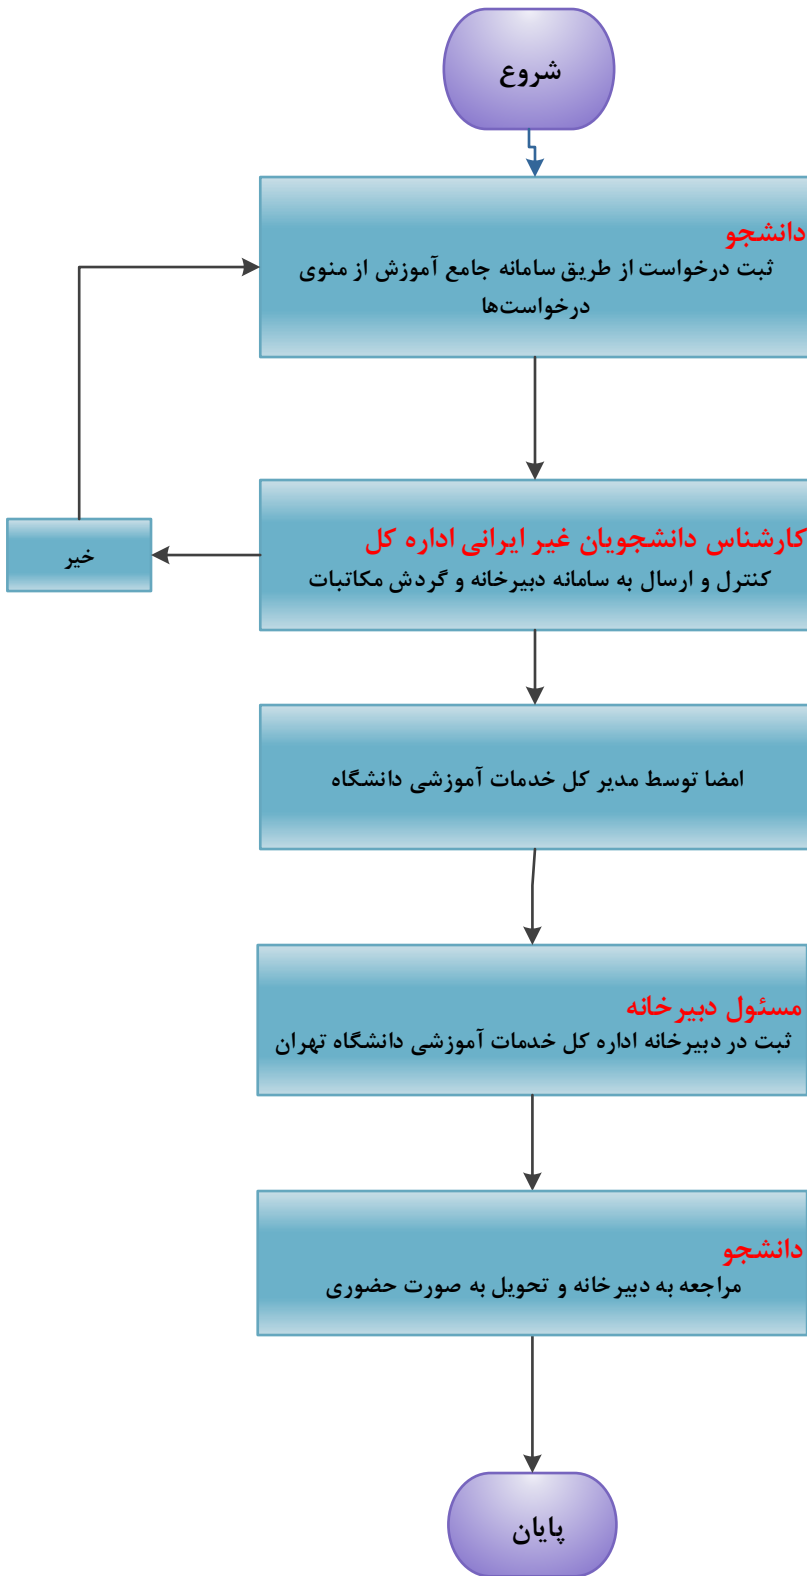 شروع
دانشجو
ثبت درخواست از طریق سامانه جامع آموزش از منوی
درخواست‌ها
کارشناس دانشجویان غیر ایرانی اداره کل
کنترل و ارسال به سامانه دبیرخانه و گردش مکاتبات
خیر
امضا توسط مدیر کل خدمات آموزشی دانشگاه
مسئول دبیرخانه
ثبت در دبیرخانه اداره کل خدمات آموزشی دانشگاه تهران
دانشجو
مراجعه به دبیرخانه و تحویل به صورت حضوری
پایان